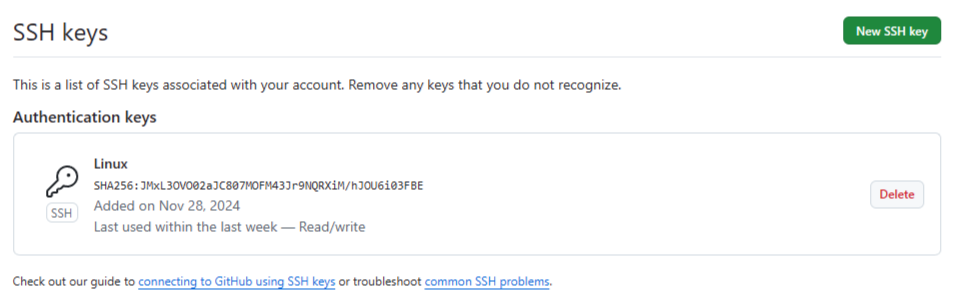 SSH keys
New SSH key
This is a list of SSH keys associated with your account. Remove any keys that you do not recognize.
Authentication keys
Linux
SHA256:JMxL3OVO02aJC807MOFM43Jr9NQRXiM/hJOU6i03FBE
Added on Nov 28, 2024
Last used within the last week — Read/write
SSH
Delete
Check out our guide to connecting to GitHub using SSH keys or troubleshoot common SSH problems.